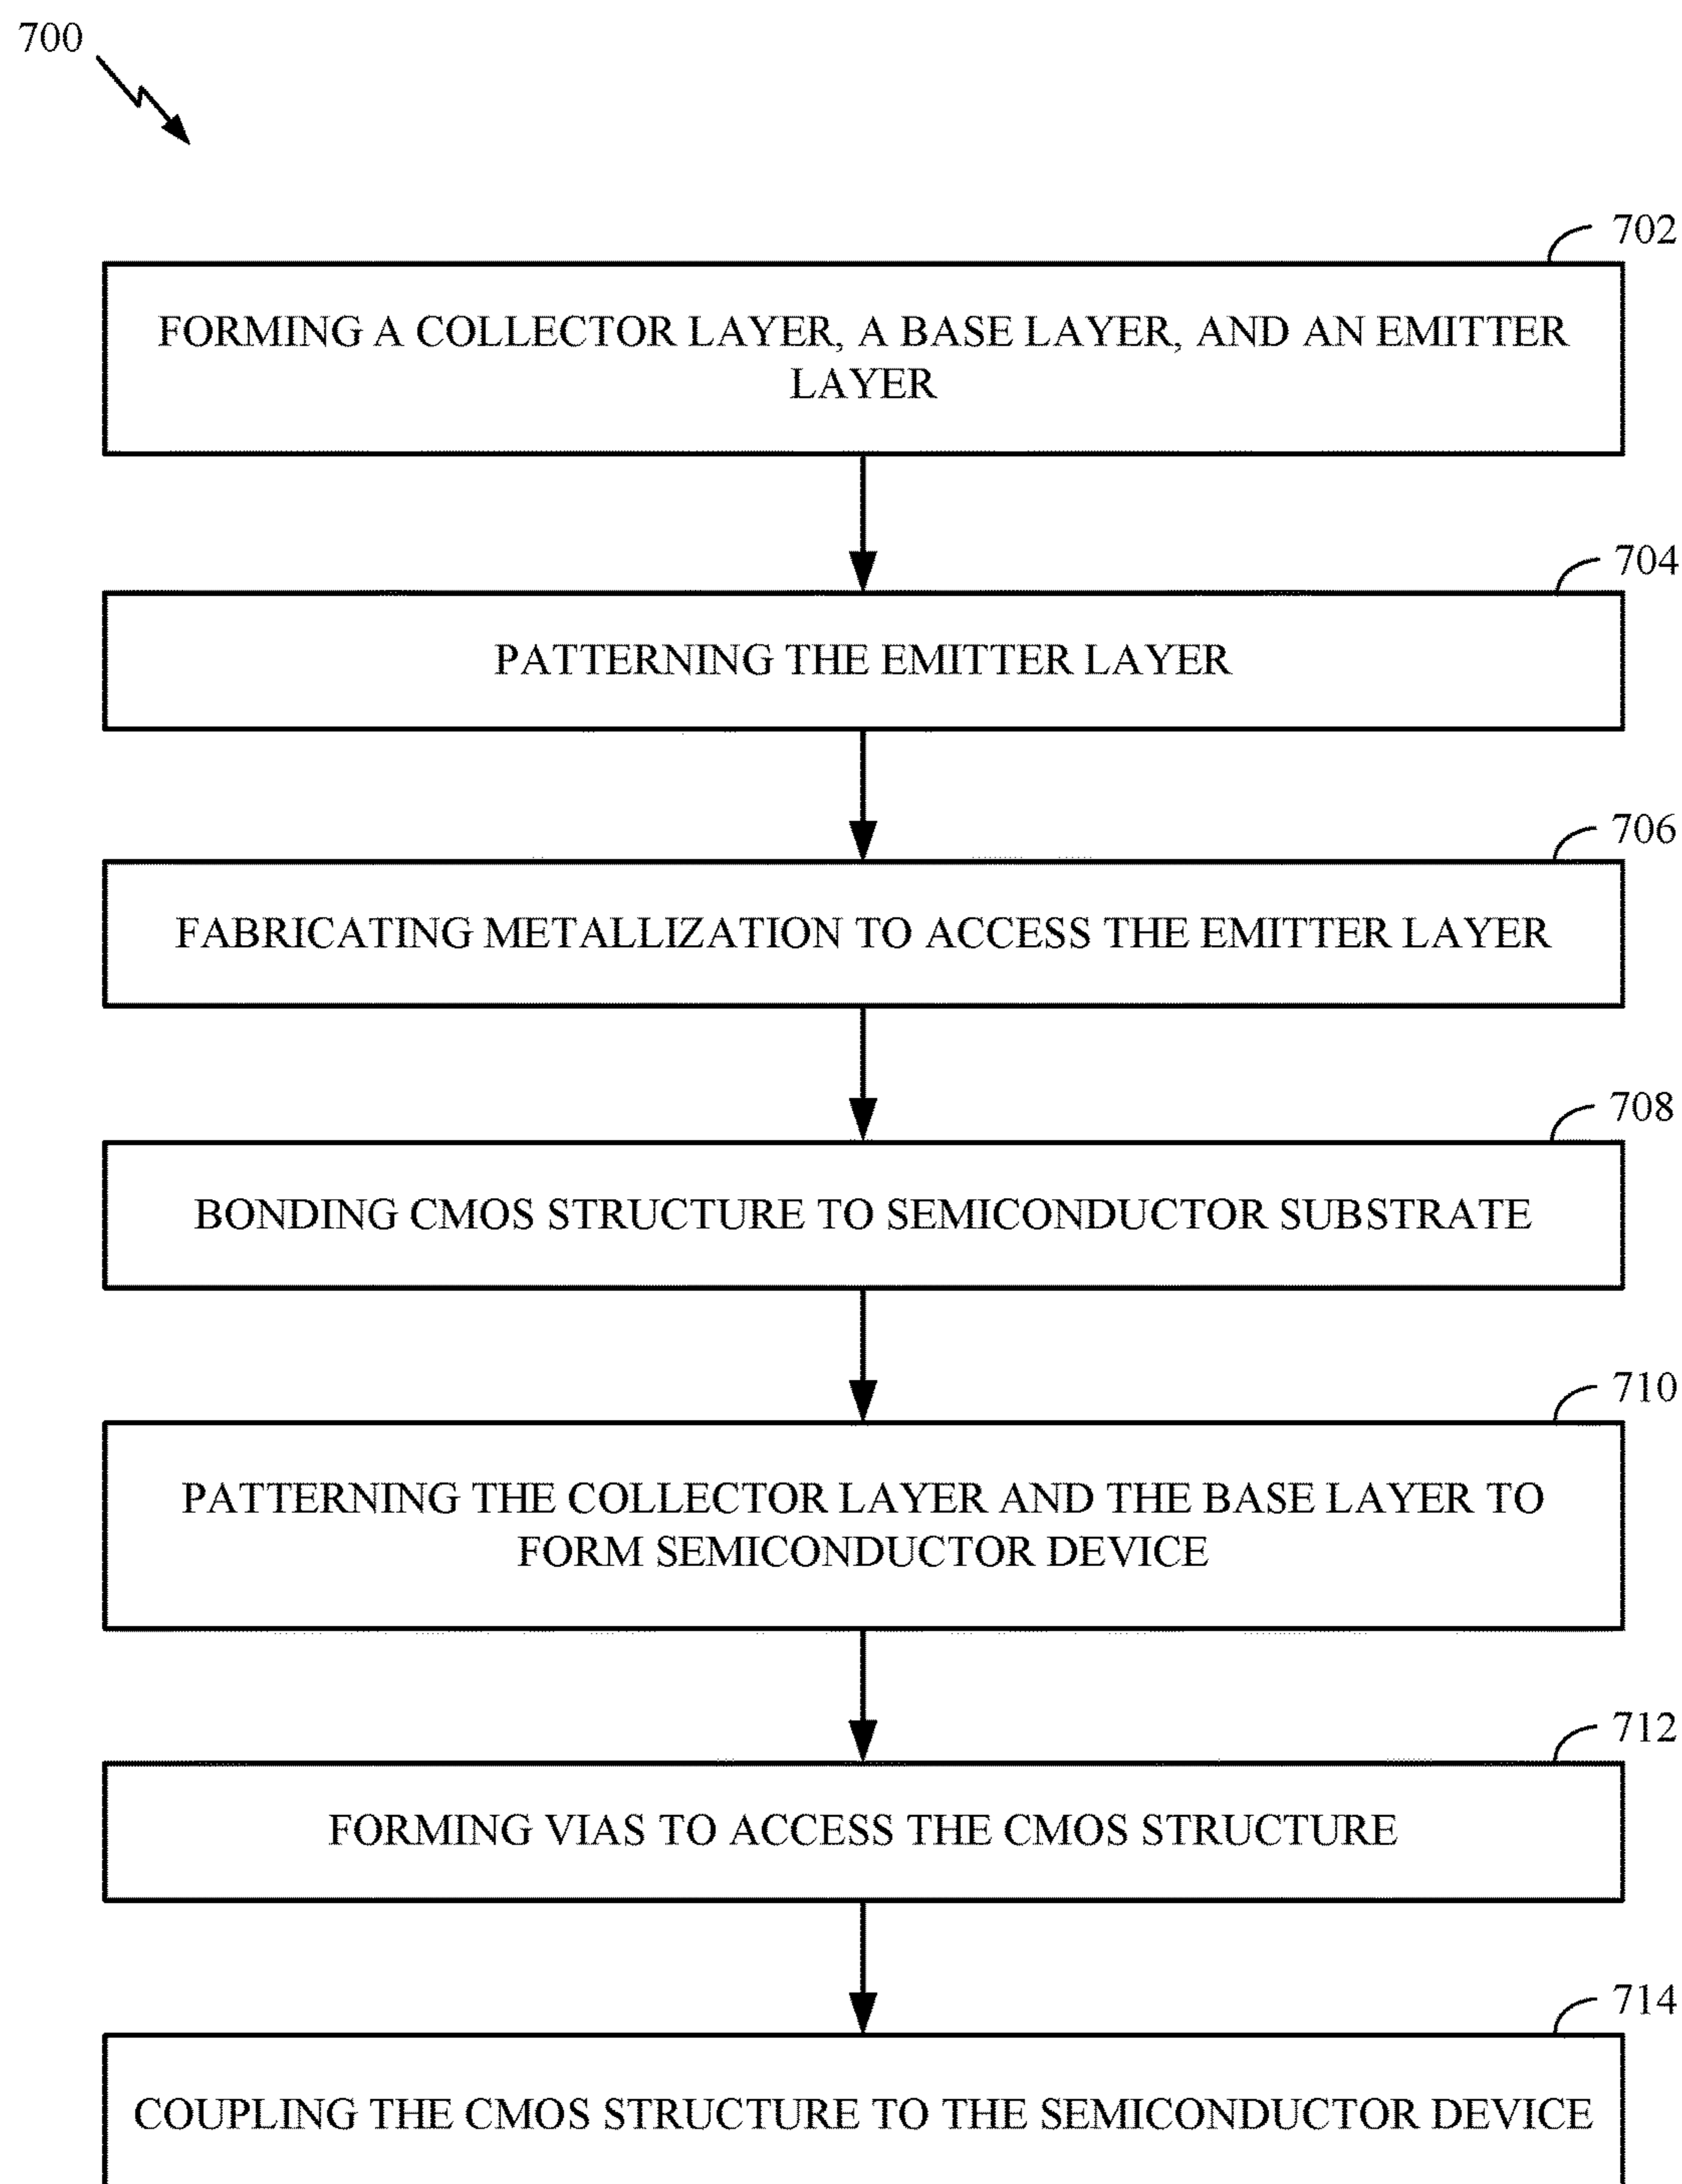 700
702
FORMING A COLLECTOR LAYER, A BASE LAYER, AND AN EMITTER
LAYER
704
PATTERNING THE EMITTER LAYER
706
FABRICATING METALLIZATION TO ACCESS THE EMITTER LAYER
708
BONDING CMOS STRUCTURE TO SEMICONDUCTOR SUBSTRATE
710
PATTERNING THE COLLECTOR LAYER AND THE BASE LAYER TO
FORM SEMICONDUCTOR DEVICE
712
FORMING VIAS TO ACCESS THE CMOS STRUCTURE
714
COUPLING THE CMOS STRUCTURE TO THE SEMICONDUCTOR DEVICE